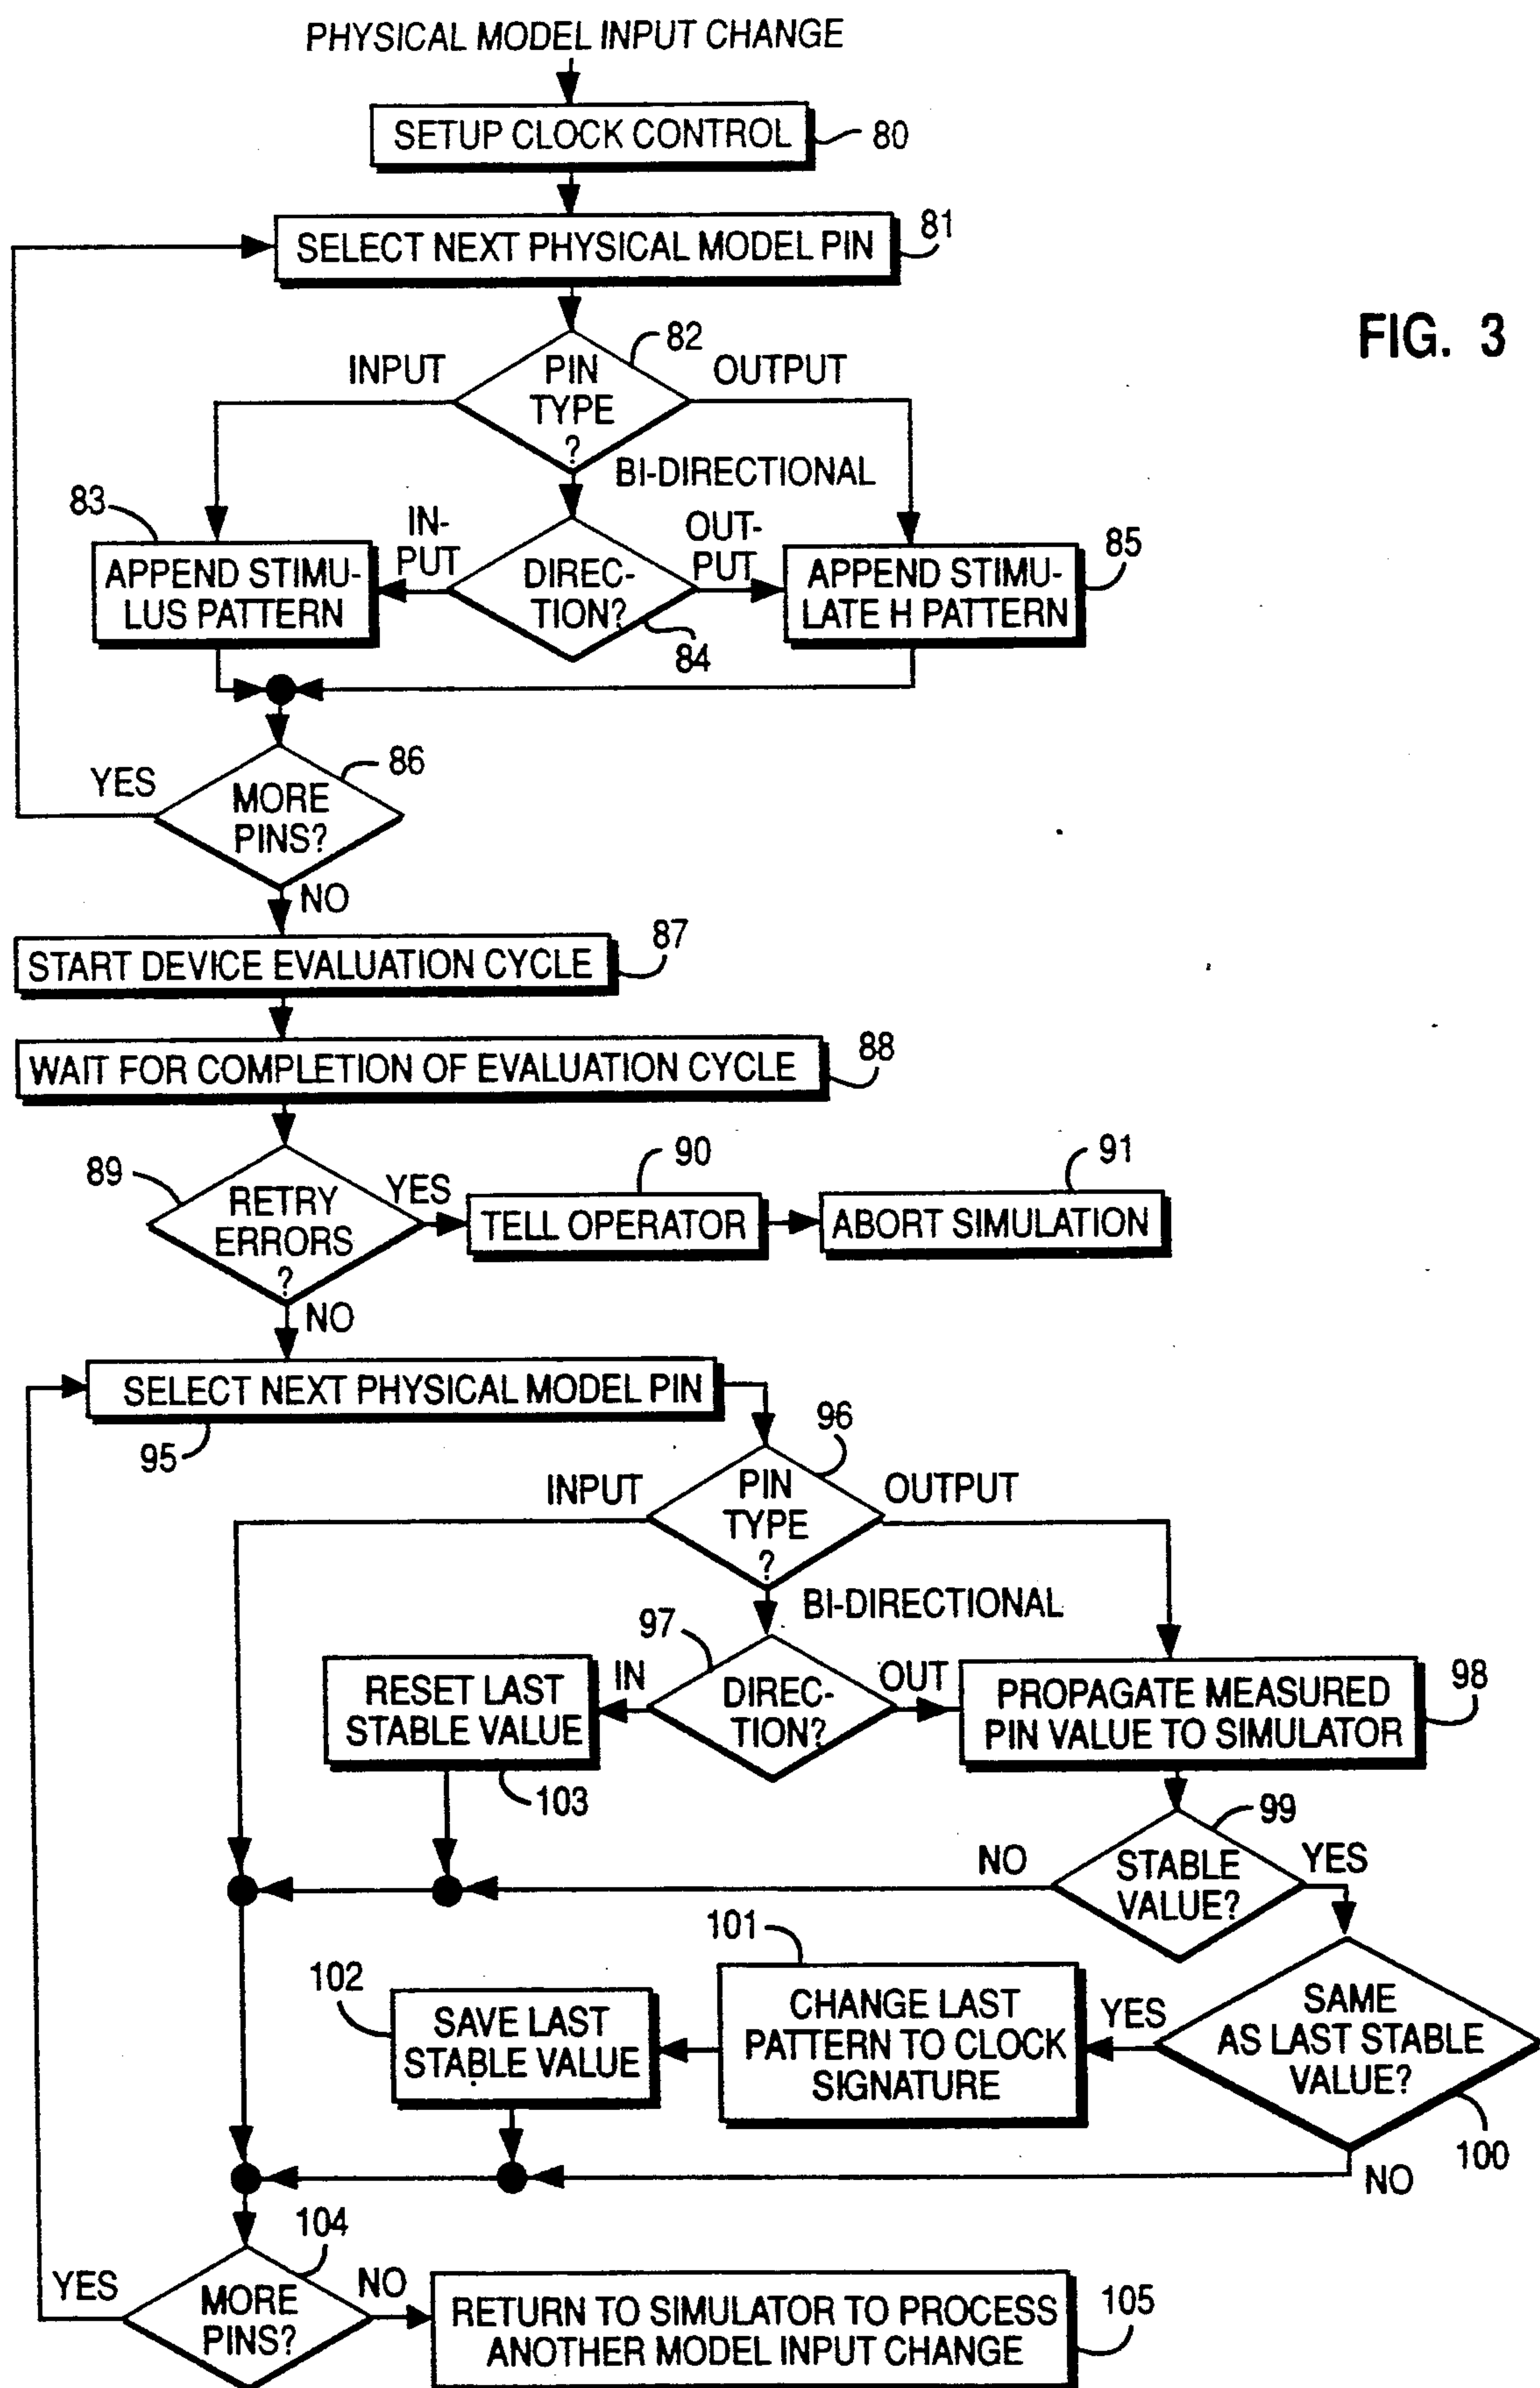 PHYSICAL MODEL INPUT CHANGE
SETUP CLOCK CONTROL
80
SELECT NEXT PHYSICAL MODEL PIN
81
FIG. 3
82
INPUT
PIN
TYPE
?
OUTPUT
BI-DIRECTIONAL
83
APPEND STIMU-
LUS PATTERN
IN-
PUT
DIREC-
TION?
84
OUT-
PUT
APPEND STIMU-
LATE H PATTERN
85
86
YES
MORE
PINS?
NO
START DEVICE EVALUATION CYCLE
87
WAIT FOR COMPLETION OF EVALUATION CYCLE
88
89
RETRY
ERRORS
?
YES
90
TELL OPERATOR
91
ABORT SIMULATION
NO
SELECT NEXT PHYSICAL MODEL PIN
95
96
INPUT
PIN
TYPE
?
OUTPUT
BI-DIRECTIONAL
97
RESET LAST
STABLE VALUE
103
IN
DIREC-
TION?
OUT
PROPAGATE MEASURED
PIN VALUE TO SIMULATOR
98
99
NO
STABLE
VALUE?
YES
101
102
SAVE LAST
STABLE VALUE
CHANGE LAST
PATTERN TO CLOCK
SIGNATURE
YES
SAME
AS LAST STABLE
VALUE?
100
NO
104
YES
MORE
PINS?
NO
RETURN TO SIMULATOR TO PROCESS
ANOTHER MODEL INPUT CHANGE
105